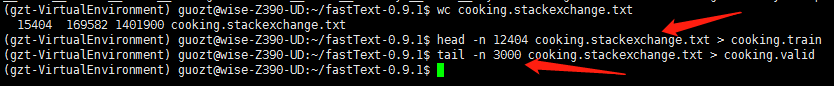 (gzt-VirtualEnvironment) guozt@wise-Z390-UD:~/fastText-0.9.1$ wc cooking.stackexchange.txt
  15404  169582 1401900 cooking.stackexchange.txt
(gzt-VirtualEnvironment) guozt@wise-Z390-UD:~/fastText-0.9.1$ head -n 12404 cooking.stackexchange.txt > cooking.train
(gzt-VirtualEnvironment) guozt@wise-Z390-UD:~/fastText-0.9.1$ tail -n 3000 cooking.stackexchange.txt > cooking.valid
(gzt-VirtualEnvironment) guozt@wise-Z390-UD:~/fastText-0.9.1$